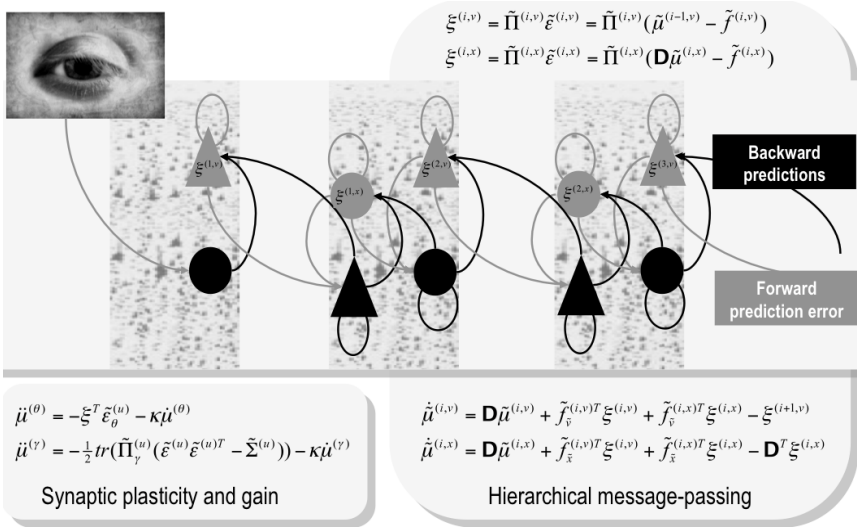 ξ^(i,v) = Π̃^(i,v) ε̃^(i,v) = Π̃^(i,v) (μ̃^(i−1,v) − f̃^(i,v))
ξ^(i,x) = Π̃^(i,x) ε̃^(i,x) = Π̃^(i,x) (Dμ̃^(i,x) − f̃^(i,x))
ξ^(1,v)
ξ^(1,x)
ξ^(2,v)
ξ^(2,x)
ξ^(3,v)
Backward
predictions
Forward
prediction error
μ̈^(θ) = −ξ^T ε̃_θ^(u) − κμ̇^(θ)
μ̈^(γ) = −½ tr(Π̃_γ^(u) (ε̃^(u) ε̃^(u)T − Σ̃^(u))) − κμ̇^(γ)
Synaptic plasticity and gain
μ̃̇^(i,v) = Dμ̃^(i,v) + f̃_ṽ^(i,v)T ξ^(i,v) + f̃_ṽ^(i,x)T ξ^(i,x) − ξ^(i+1,v)
μ̃̇^(i,x) = Dμ̃^(i,x) + f̃_x̃^(i,v)T ξ^(i,v) + f̃_x̃^(i,x)T ξ^(i,x) − D^T ξ^(i,x)
Hierarchical message-passing